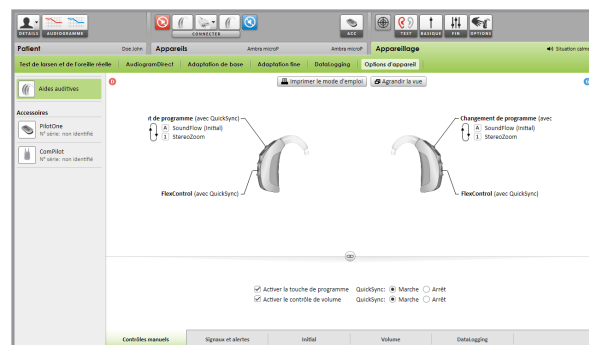 DETAILS AUDIOGRAMME
CONNECTER
ACC
TEST BASIQUE FIN OPTIONS
Patient Doe John Appareils Ambra microP Ambra microP Appareillage Situation calme
Test de larsen et de l'oreille réelle AudiogramDirect Adaptation de base Adaptation fine DataLogging Options d'appareil
Aides auditives
D
Imprimer le mode d'emploi Agrandir la vue
Accessoires
PilotOne
N° série: non identifié
ComPilot
N° série: non identifié
t de programme (avec QuickSync)
A SoundFlow (Initial)
1 StereoZoom
Changement de programme (avec
A SoundFlow (Initial)
1 StereoZoom
FlexControl (avec QuickSync)
FlexControl (avec QuickSync)
Activer la touche de programme QuickSync: Marche Arrêt
Activer le contrôle de volume QuickSync: Marche Arrêt
Contrôles manuels Signaux et alertes Initial Volume DataLogging